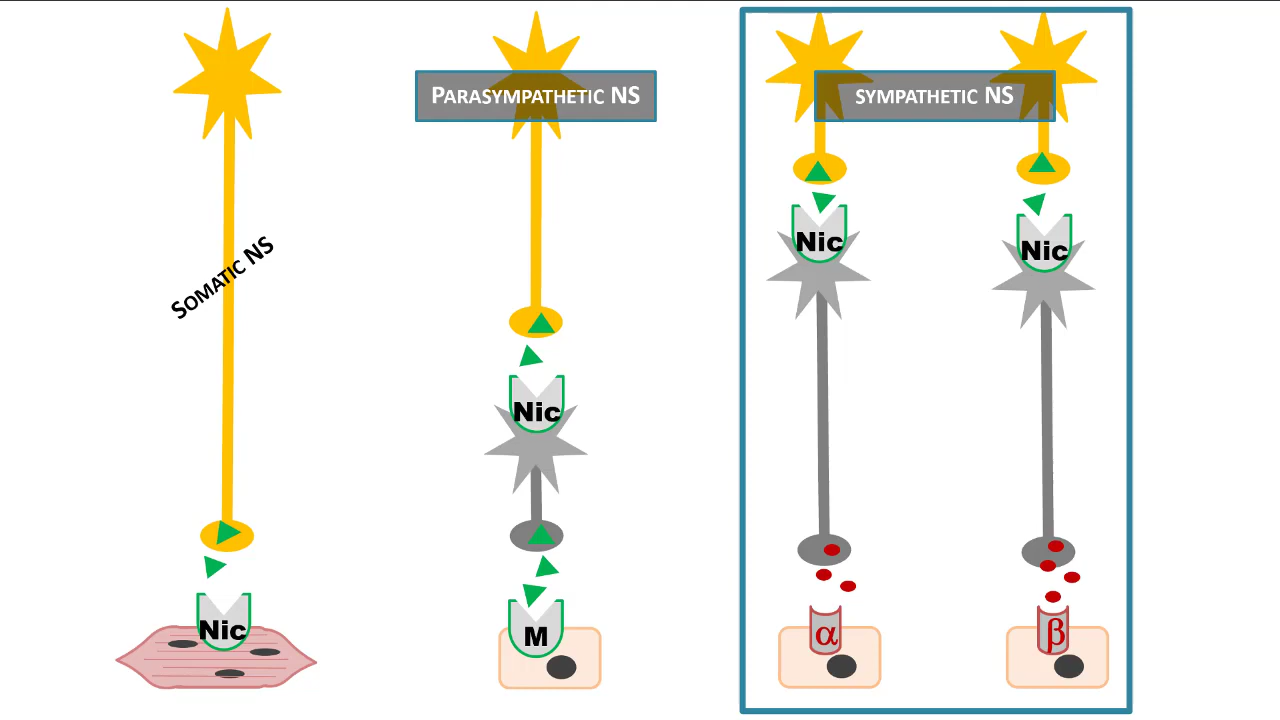 PARASYMPATHETIC NS
SYMPATHETIC NS
SOMATIC NS
Nic
Nic
Nic
Nic
M
α
β